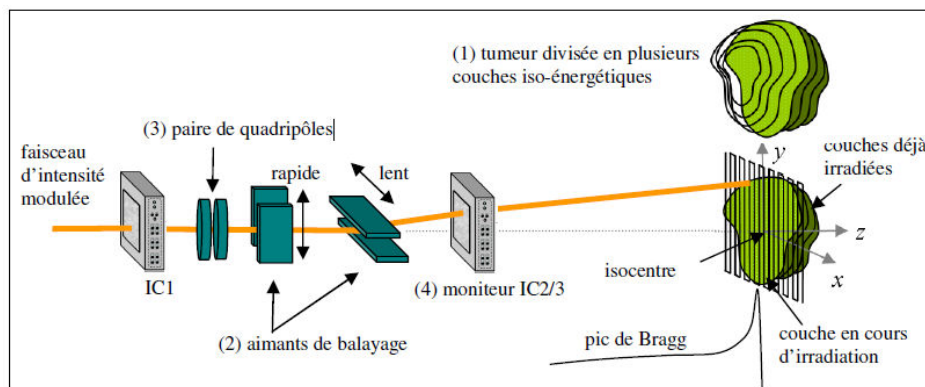 (1) tumeur divisée en plusieurs
couches iso-énergétiques
(3) paire de quadripôles
faisceau
d'intensité
modulée
rapide
lent
y
couches déjà
irradiées
z
x
isocentre
IC1
(4) moniteur IC2/3
(2) aimants de balayage
pic de Bragg
couche en cours
d'irradiation